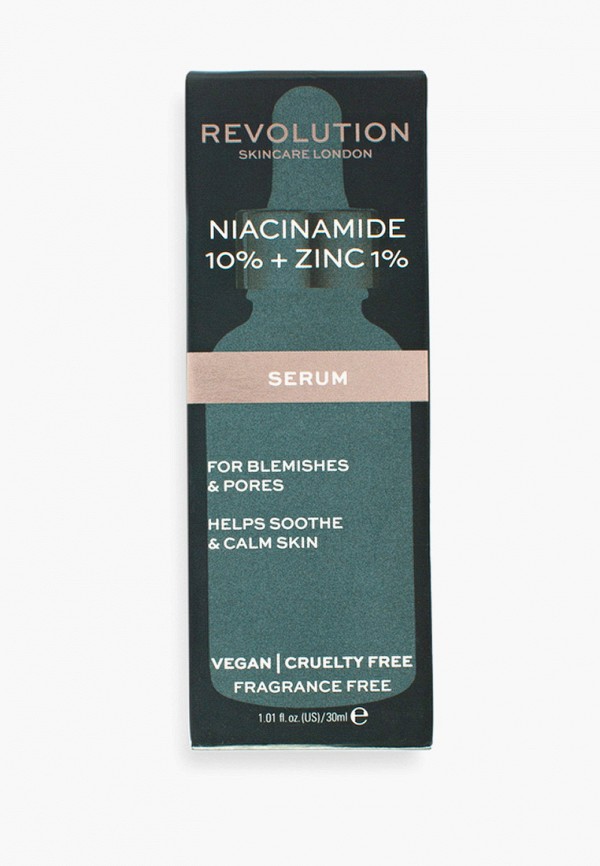 REVOLUTION
SKINCARE LONDON
NIACINAMIDE
10% + ZINC 1%
SERUM
FOR BLEMISHES
& PORES
HELPS SOOTHE
& CALM SKIN
VEGAN | CRUELTY FREE
FRAGRANCE FREE
1.01 fl. oz. (US)/30ml ℮